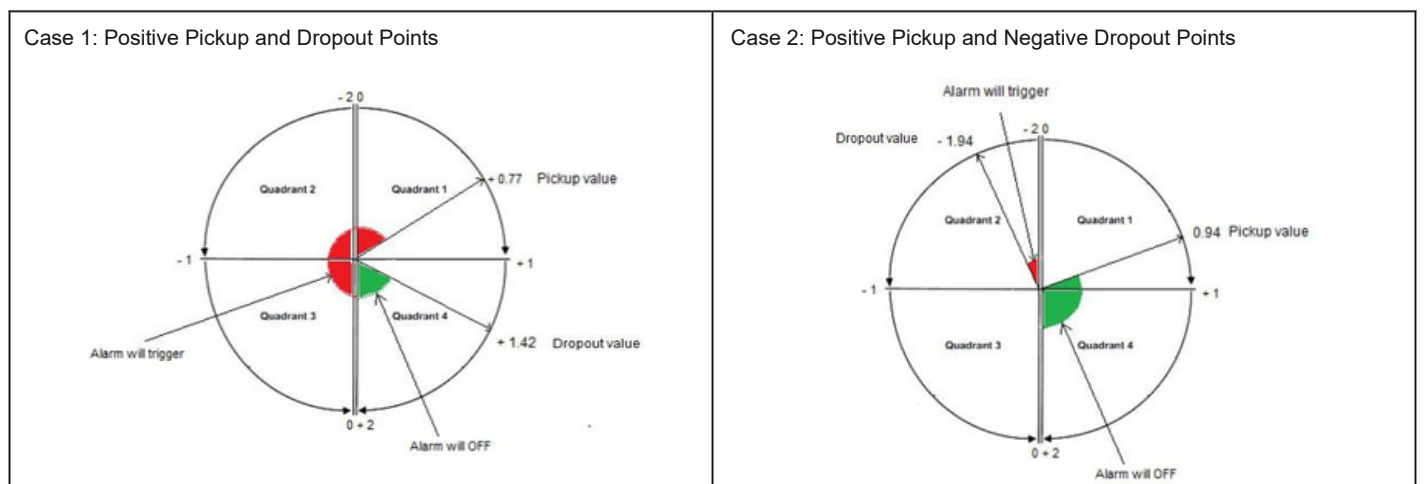 Case 1: Positive Pickup and Dropout Points
- 2 0
+ 0.77 Pickup value
Quadrant 2
Quadrant 1
- 1
+ 1
Quadrant 3
Quadrant 4
+ 1.42 Dropout value
Alarm will trigger
0 + 2
Alarm will OFF
Case 2: Positive Pickup and Negative Dropout Points
Alarm will trigger
- 2 0
Dropout value - 1.94
Quadrant 2
Quadrant 1
0.94 Pickup value
- 1
+ 1
Quadrant 3
Quadrant 4
0 + 2
Alarm will OFF